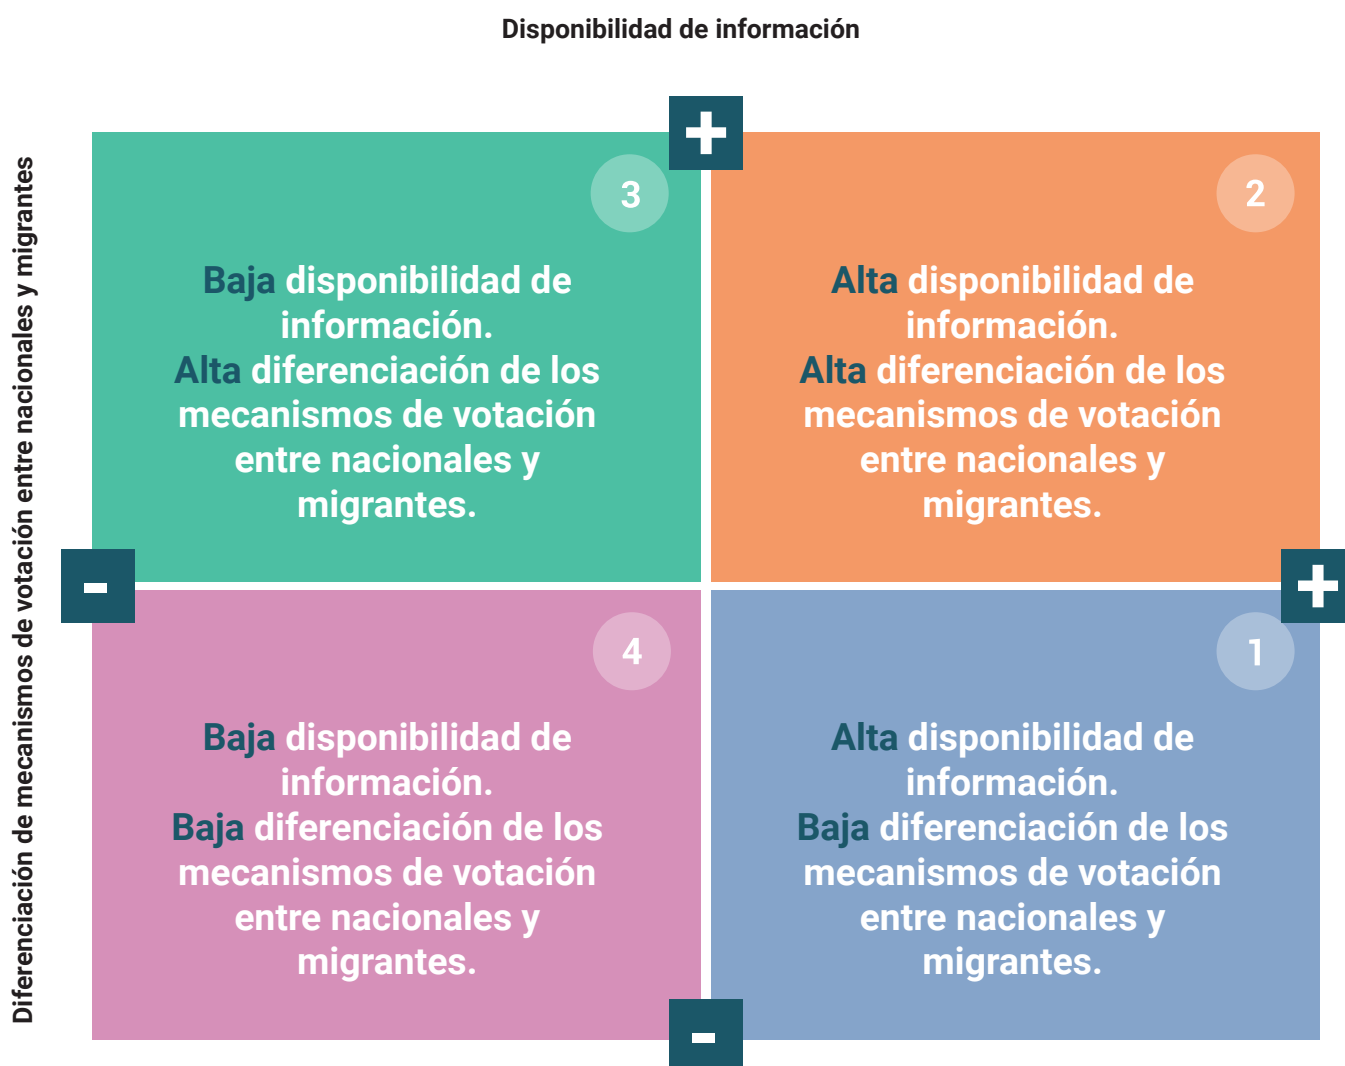 Disponibilidad de información
Diferenciación de mecanismos de votación entre nacionales y migrantes
+
3
Baja disponibilidad de
información.
Alta diferenciación de los
mecanismos de votación
entre nacionales y
migrantes.
2
Alta disponibilidad de
información.
Alta diferenciación de los
mecanismos de votación
entre nacionales y
migrantes.
-
+
4
Baja disponibilidad de
información.
Baja diferenciación de los
mecanismos de votación
entre nacionales y
migrantes.
1
Alta disponibilidad de
información.
Baja diferenciación de los
mecanismos de votación
entre nacionales y
migrantes.
-